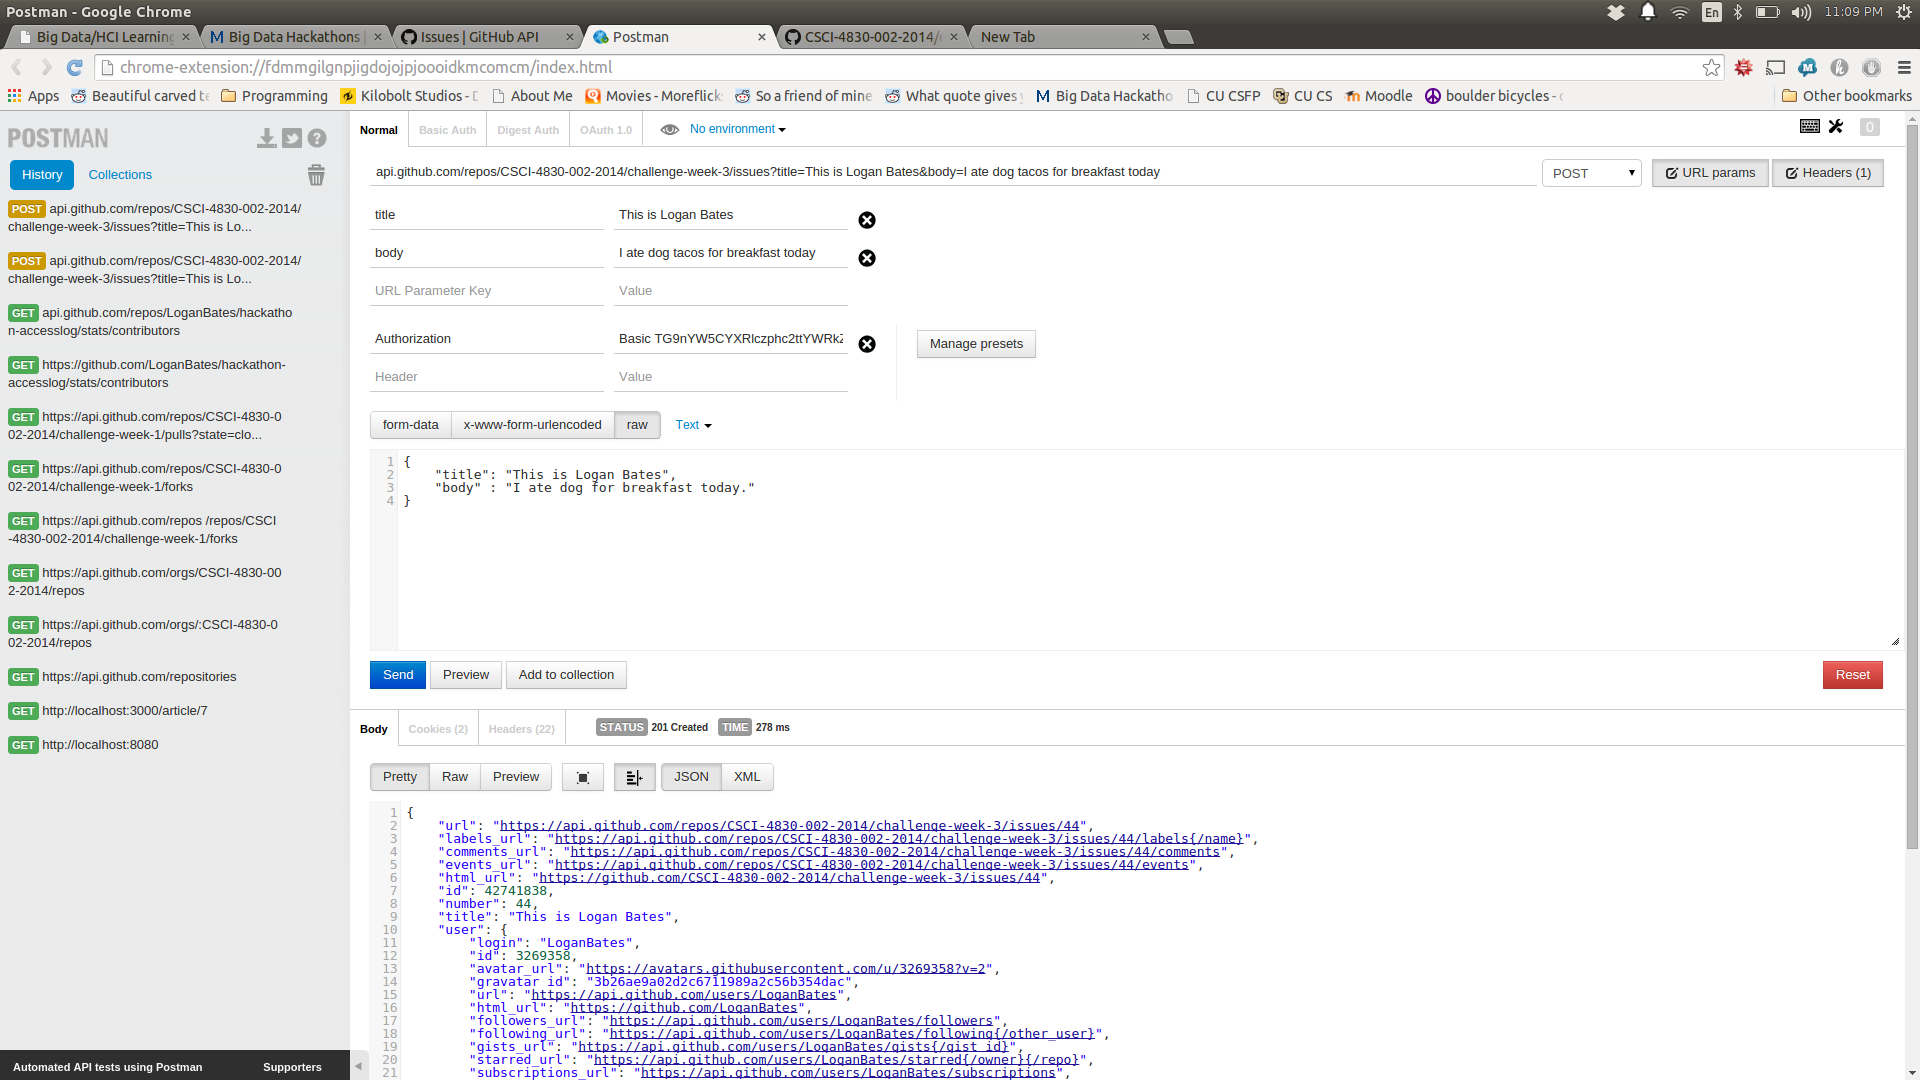 Postman - Google Chrome
En
11:09 PM
Big Data/HCI Learning
Big Data Hackathons |
Issues | GitHub API
Postman
CSCI-4830-002-2014/
New Tab
chrome-extension://fdmmgilgnpjigdojojpjoooidkmcomcm/index.html
Apps
Beautiful carved t
Programming
Kilobolt Studios - D
About Me
Movies - Moreflick
So a friend of mine
What quote gives
Big Data Hackatho
CU CSFP
CU CS
Moodle
boulder bicycles -
Other bookmarks
POSTMAN
History
Collections
POST api.github.com/repos/CSCI-4830-002-2014/
challenge-week-3/issues?title=This is Lo...
POST api.github.com/repos/CSCI-4830-002-2014/
challenge-week-3/issues?title=This is Lo...
GET api.github.com/repos/LoganBates/hackatho
n-accesslog/stats/contributors
GET https://github.com/LoganBates/hackathon-
accesslog/stats/contributors
GET https://api.github.com/repos/CSCI-4830-0
02-2014/challenge-week-1/pulls?state=clo...
GET https://api.github.com/repos/CSCI-4830-0
02-2014/challenge-week-1/forks
GET https://api.github.com/repos /repos/CSCI
-4830-002-2014/challenge-week-1/forks
GET https://api.github.com/orgs/CSCI-4830-00
2-2014/repos
GET https://api.github.com/orgs/:CSCI-4830-0
02-2014/repos
GET https://api.github.com/repositories
GET http://localhost:3000/article/7
GET http://localhost:8080
Automated API tests using Postman
Supporters
Normal
Basic Auth
Digest Auth
OAuth 1.0
No environment
0
api.github.com/repos/CSCI-4830-002-2014/challenge-week-3/issues?title=This is Logan Bates&body=I ate dog tacos for breakfast today
POST
URL params
Headers (1)
title
This is Logan Bates
body
I ate dog tacos for breakfast today
URL Parameter Key
Value
Authorization
Basic TG9nYW5CYXRlczphc2ttYWRkZ
Manage presets
Header
Value
form-data
x-www-form-urlencoded
raw
Text
1 {
2 "title": "This is Logan Bates",
3 "body" : "I ate dog for breakfast today."
4 }
Send
Preview
Add to collection
Reset
Body
Cookies (2)
Headers (22)
STATUS 201 Created
TIME 278 ms
Pretty
Raw
Preview
JSON
XML
1 {
2 "url": "https://api.github.com/repos/CSCI-4830-002-2014/challenge-week-3/issues/44",
3 "labels_url": "https://api.github.com/repos/CSCI-4830-002-2014/challenge-week-3/issues/44/labels{/name}",
4 "comments_url": "https://api.github.com/repos/CSCI-4830-002-2014/challenge-week-3/issues/44/comments",
5 "events_url": "https://api.github.com/repos/CSCI-4830-002-2014/challenge-week-3/issues/44/events",
6 "html_url": "https://github.com/CSCI-4830-002-2014/challenge-week-3/issues/44",
7 "id": 42741838,
8 "number": 44,
9 "title": "This is Logan Bates",
10 "user": {
11 "login": "LoganBates",
12 "id": 3269358,
13 "avatar_url": "https://avatars.githubusercontent.com/u/3269358?v=2",
14 "gravatar_id": "3b26ae9a02d2c6711989a2c56b354dac",
15 "url": "https://api.github.com/users/LoganBates",
16 "html_url": "https://github.com/LoganBates",
17 "followers_url": "https://api.github.com/users/LoganBates/followers",
18 "following_url": "https://api.github.com/users/LoganBates/following{/other_user}",
19 "gists_url": "https://api.github.com/users/LoganBates/gists{/gist_id}",
20 "starred_url": "https://api.github.com/users/LoganBates/starred{/owner}{/repo}",
21 "subscriptions_url": "https://api.github.com/users/LoganBates/subscriptions",